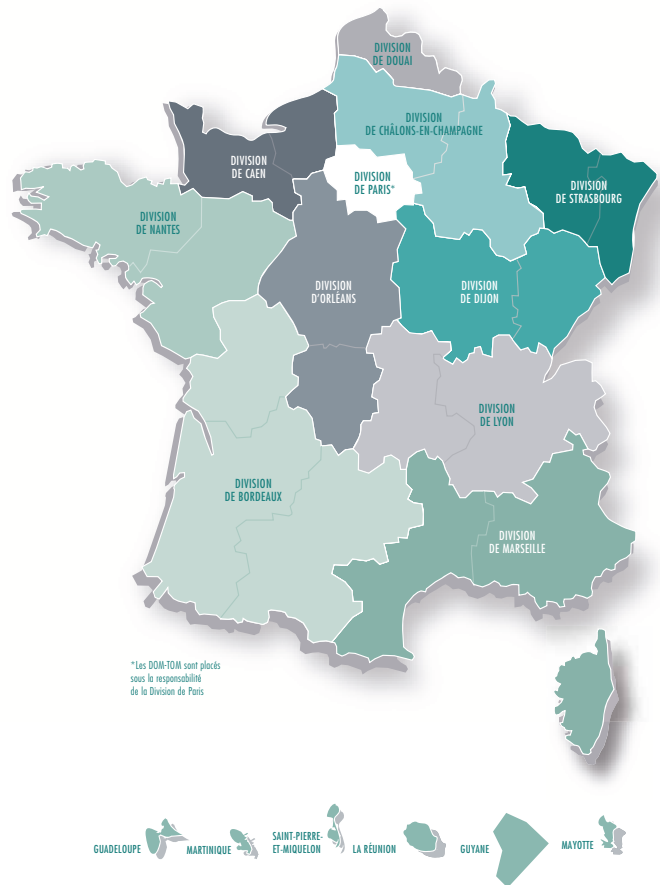 DIVISION
DE DOUAI
DIVISION
DE CHÂLONS-EN-CHAMPAGNE
DIVISION
DE CAEN
DIVISION
DE PARIS*
DIVISION
DE STRASBOURG
DIVISION
DE NANTES
DIVISION
D'ORLÉANS
DIVISION
DE DIJON
DIVISION
DE LYON
DIVISION
DE BORDEAUX
DIVISION
DE MARSEILLE
*Les DOM-TOM sont placés
sous la responsabilité
de la Division de Paris
GUADELOUPE
MARTINIQUE
SAINT-PIERRE-
ET-MIQUELON
LA RÉUNION
GUYANE
MAYOTTE